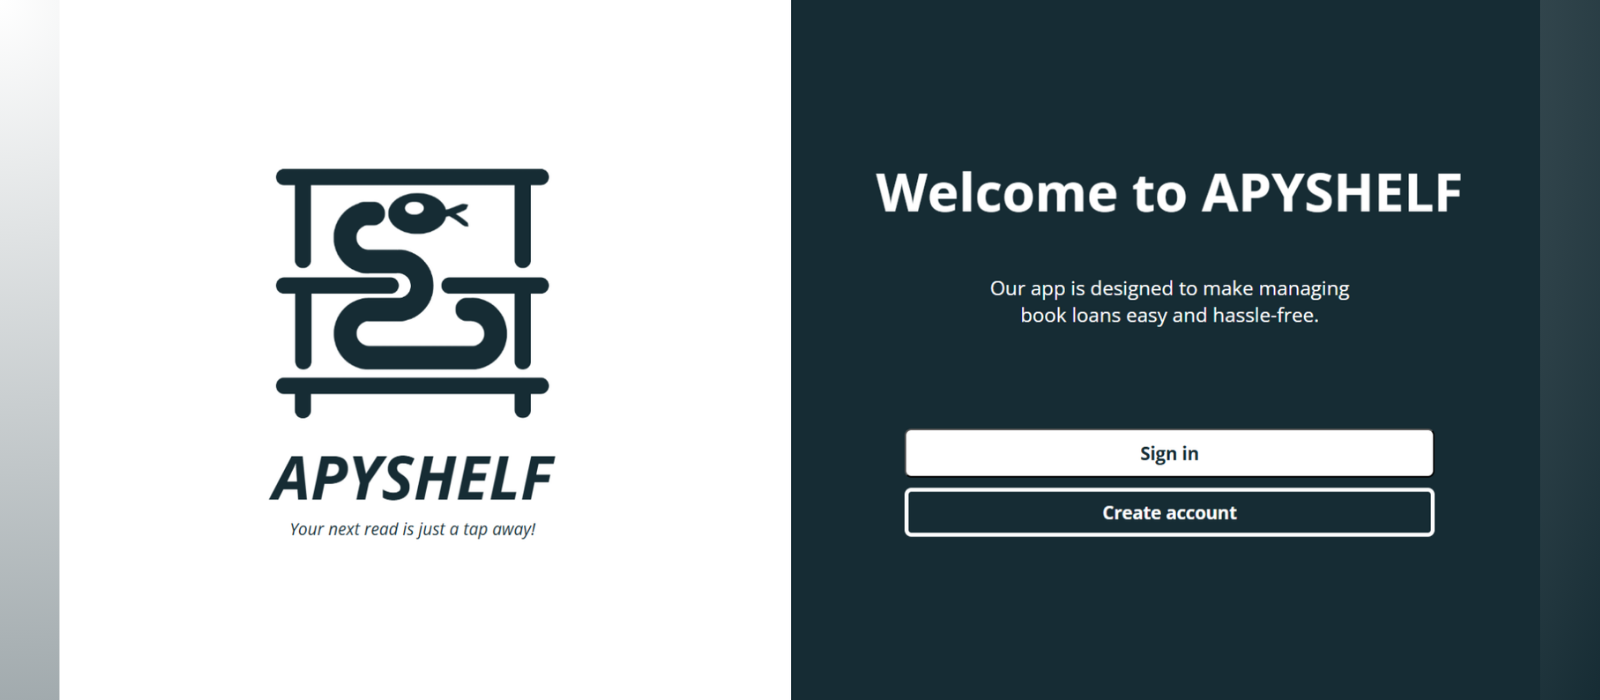 APYSHELF
Your next read is just a tap away!
Welcome to APYSHELF
Our app is designed to make managing
book loans easy and hassle-free.
Sign in
Create account